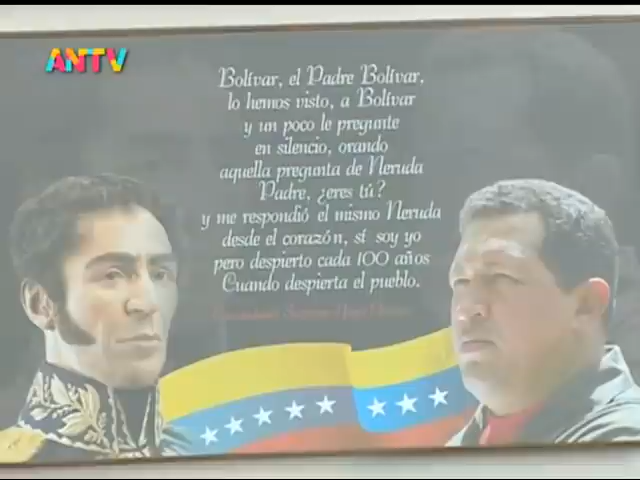 ANTV
Bolívar, el Padre Bolívar,
lo hemos visto, a Bolívar
y un poco le pregunte
en silencio, orando
aquella pregunta de Neruda
Padre, ¿eres tú?
y me respondió el mismo Neruda
desde el corazón, sí soy yo
pero despierto cada 100 años
Cuando despierta el pueblo.